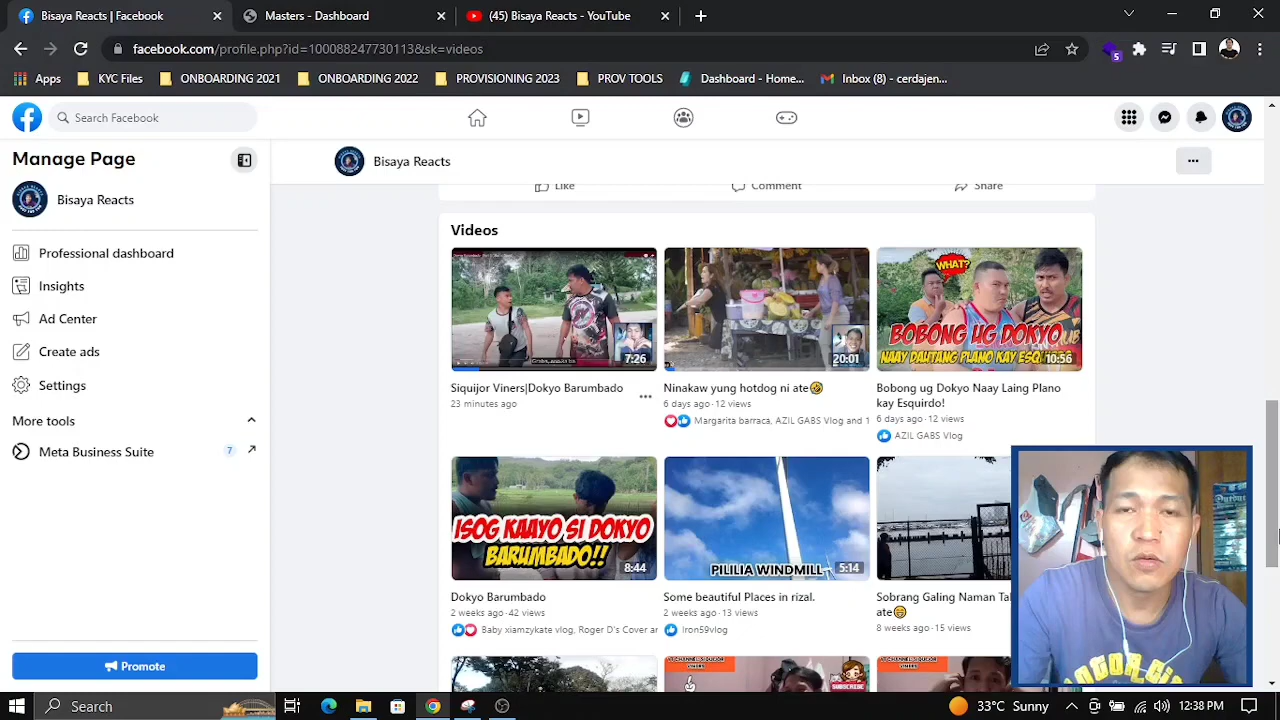 Bisaya Reacts | Facebook
Masters - Dashboard
(45) Bisaya Reacts - YouTube
facebook.com/profile.php?id=100088247730113&sk=videos
5
Apps
KYC Files
ONBOARDING 2021
ONBOARDING 2022
PROVISIONING 2023
PROV TOOLS
Dashboard - Home...
Inbox (8) - cerdajen...
Search Facebook
Manage Page
Bisaya Reacts
Professional dashboard
Insights
Ad Center
Create ads
Settings
More tools
Meta Business Suite
7
Promote
Bisaya Reacts
Like
Comment
Share
Videos
7:26
20:01
WHAT?
BOBONG UG DOKYO
NAAY DAUTANG PLANO KAY
10:56
Siquijor Viners|Dokyo Barumbado
23 minutes ago
Ninakaw yung hotdog ni ate🤣
6 days ago · 12 views
Margarita barraca, AZIL GABS Vlog and 1
Bobong ug Dokyo Naay Laing Plano
kay Esquirdo!
6 days ago · 12 views
AZIL GABS Vlog
ISOG KAAYO SI DOKYO
BARUMBADO!!
8:44
PILILIA WINDMILL
5:14
Dokyo Barumbado
2 weeks ago · 42 views
Baby xiamzykate vlog, Roger D's Cover ar
Some beautiful Places in rizal.
2 weeks ago · 13 views
Iron59vlog
Sobrang Galing Naman Ta
ate
8 weeks ago · 15 views
SUBSCRIBE
Search
33°C Sunny
12:38 PM